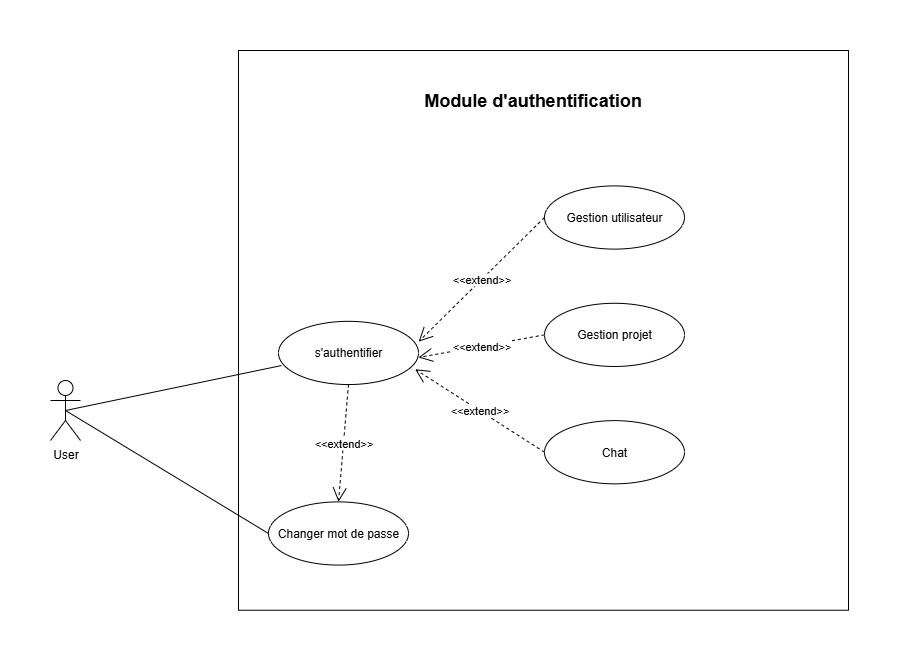 Module d'authentification
Gestion utilisateur
<<extend>>
Gestion projet
<<extend>>
s'authentifier
<<extend>>
<<extend>>
Chat
User
Changer mot de passe